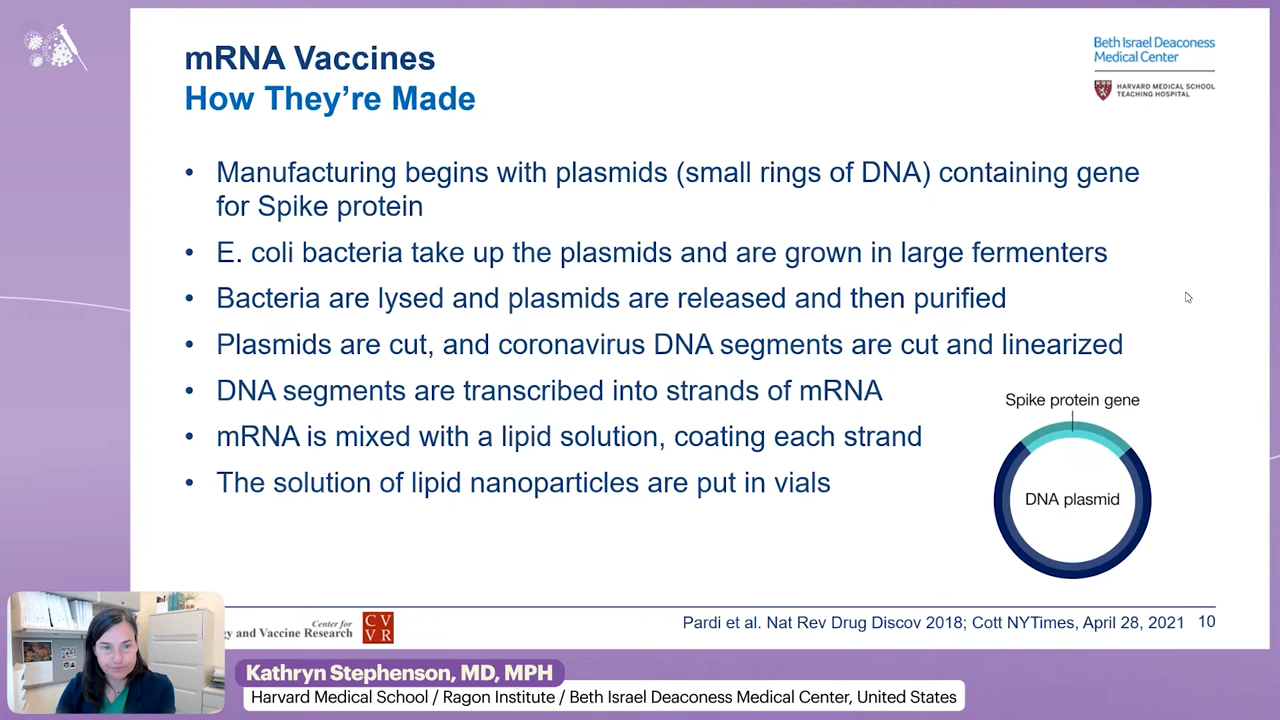 mRNA Vaccines
How They’re Made
Beth Israel Deaconess
Medical Center
HARVARD MEDICAL SCHOOL
TEACHING HOSPITAL
• Manufacturing begins with plasmids (small rings of DNA) containing gene
for Spike protein
• E. coli bacteria take up the plasmids and are grown in large fermenters
• Bacteria are lysed and plasmids are released and then purified
• Plasmids are cut, and coronavirus DNA segments are cut and linearized
• DNA segments are transcribed into strands of mRNA
• mRNA is mixed with a lipid solution, coating each strand
• The solution of lipid nanoparticles are put in vials
Spike protein gene
DNA plasmid
Center for
gy and Vaccine Research
CV
VR
Pardi et al. Nat Rev Drug Discov 2018; Cott NYTimes, April 28, 2021 10
Kathryn Stephenson, MD, MPH
Harvard Medical School / Ragon Institute / Beth Israel Deaconess Medical Center, United States